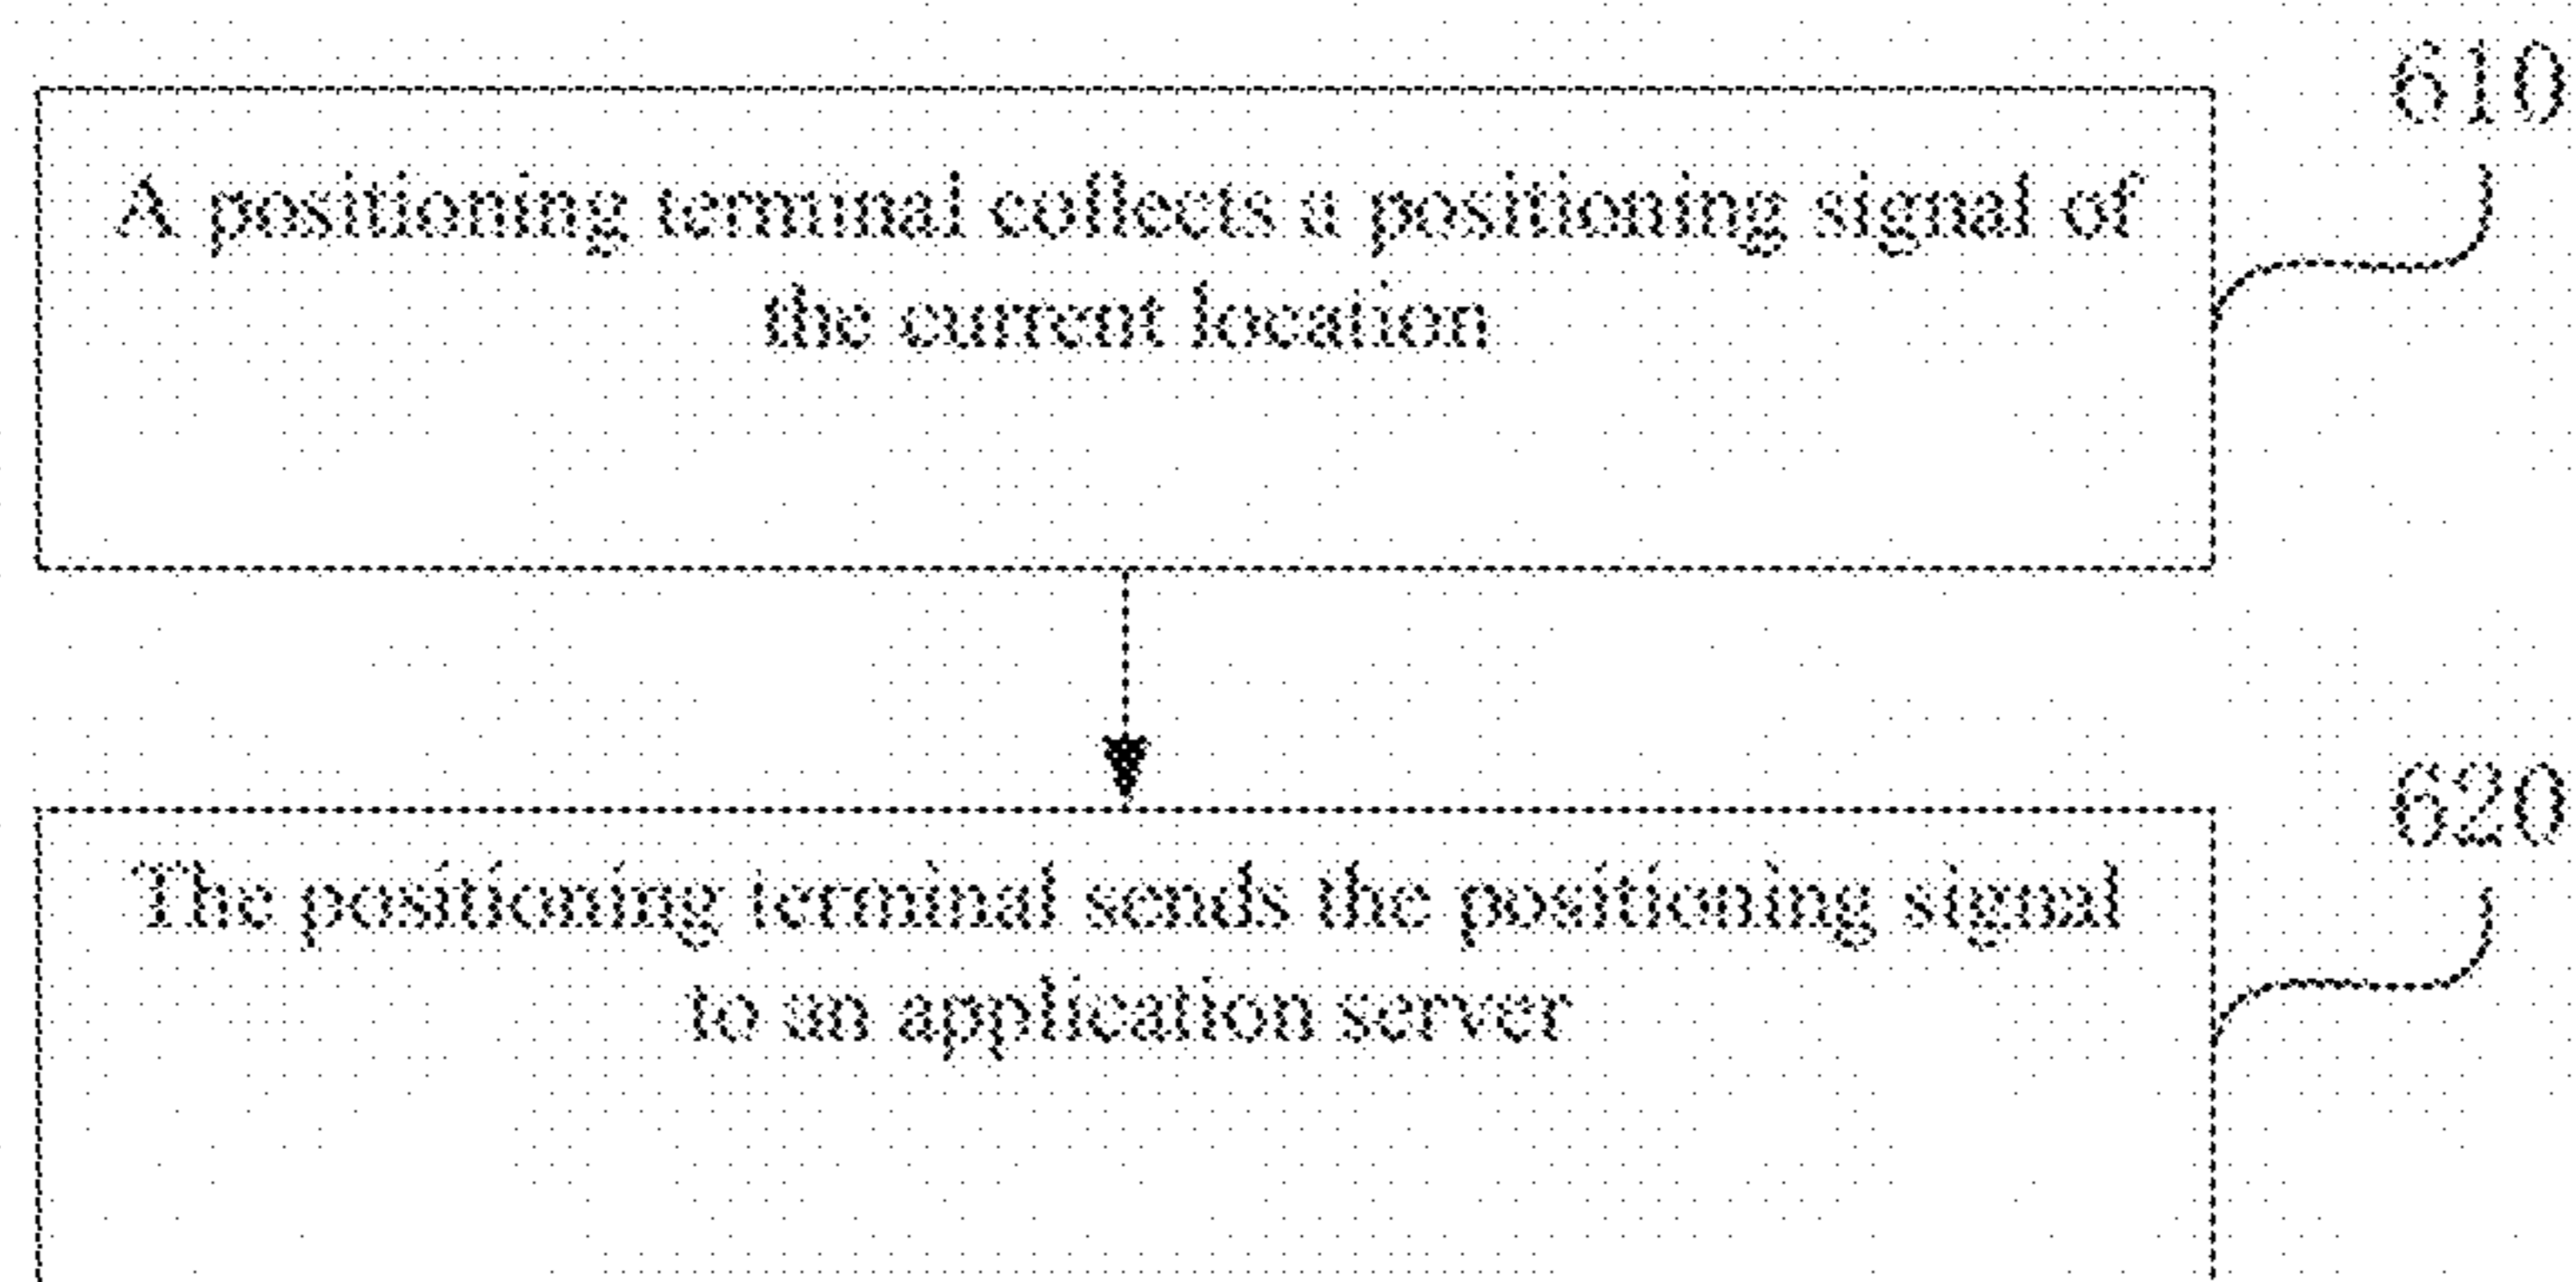 610
A positioning terminal collects a positioning signal of
the current location
620
The positioning terminal sends the positioning signal
to an application server